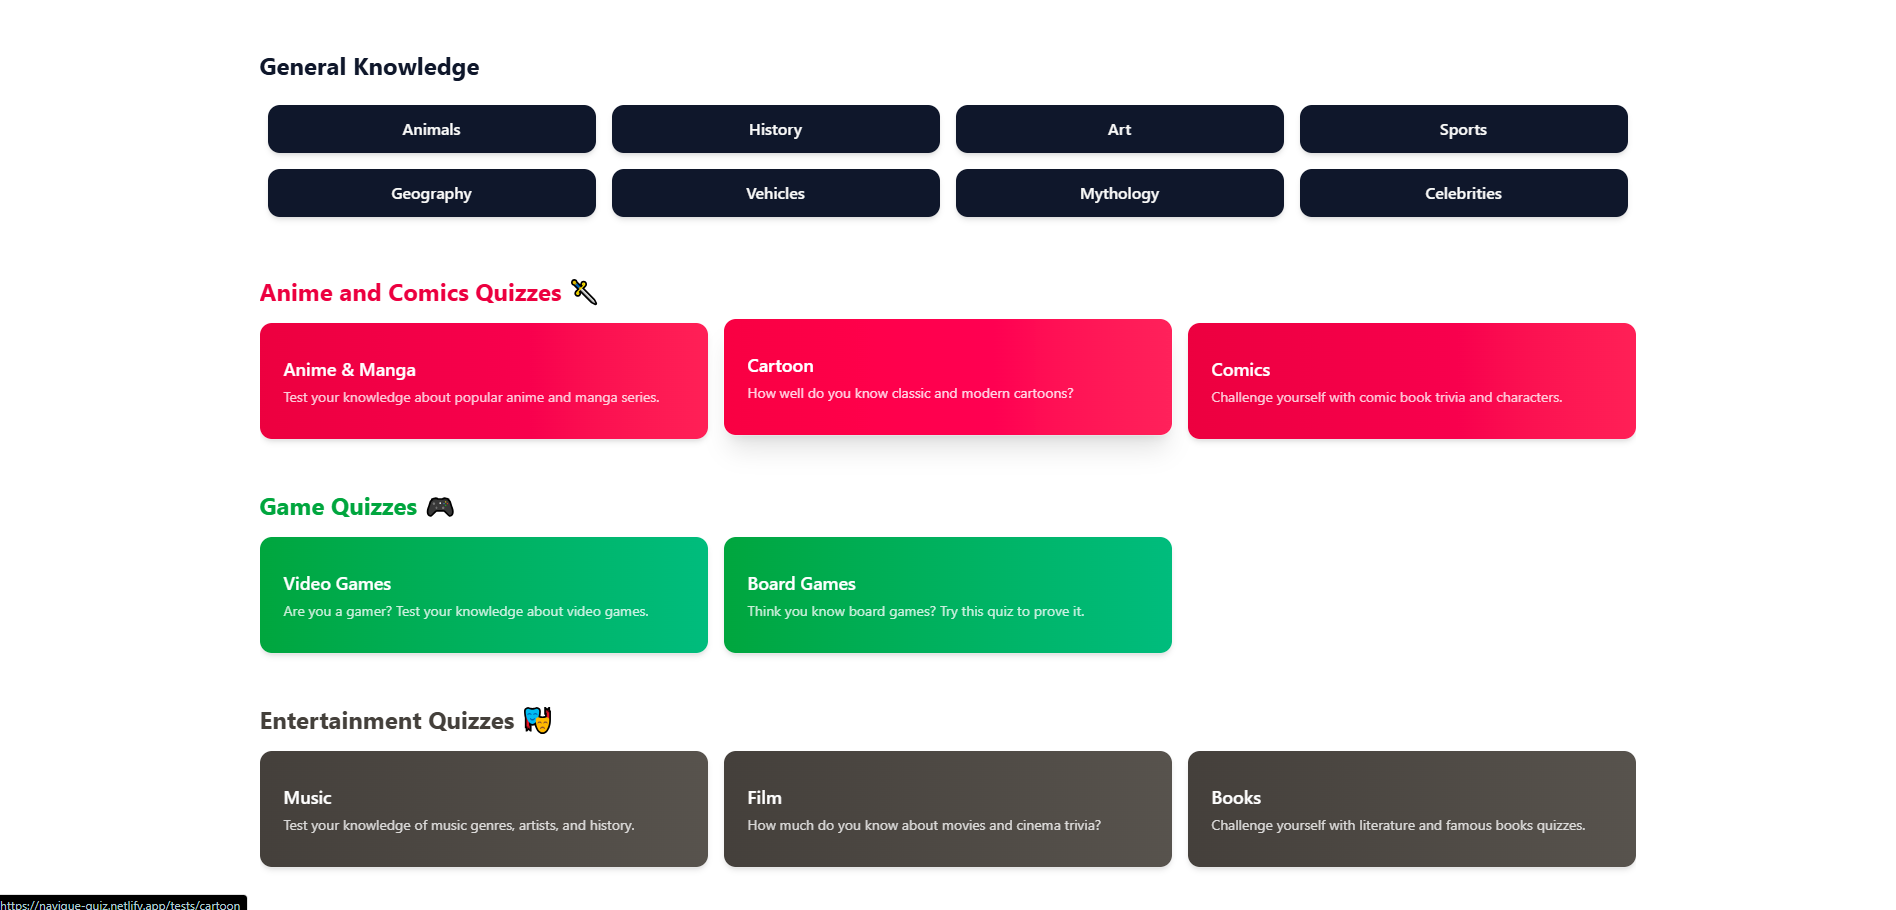 General Knowledge
Animals
History
Art
Sports
Geography
Vehicles
Mythology
Celebrities
Anime and Comics Quizzes
Anime & Manga
Test your knowledge about popular anime and manga series.
Cartoon
How well do you know classic and modern cartoons?
Comics
Challenge yourself with comic book trivia and characters.
Game Quizzes
Video Games
Are you a gamer? Test your knowledge about video games.
Board Games
Think you know board games? Try this quiz to prove it.
Entertainment Quizzes
Music
Test your knowledge of music genres, artists, and history.
Film
How much do you know about movies and cinema trivia?
Books
Challenge yourself with literature and famous books quizzes.
https://navique-quiz.netlify.app/tests/cartoon